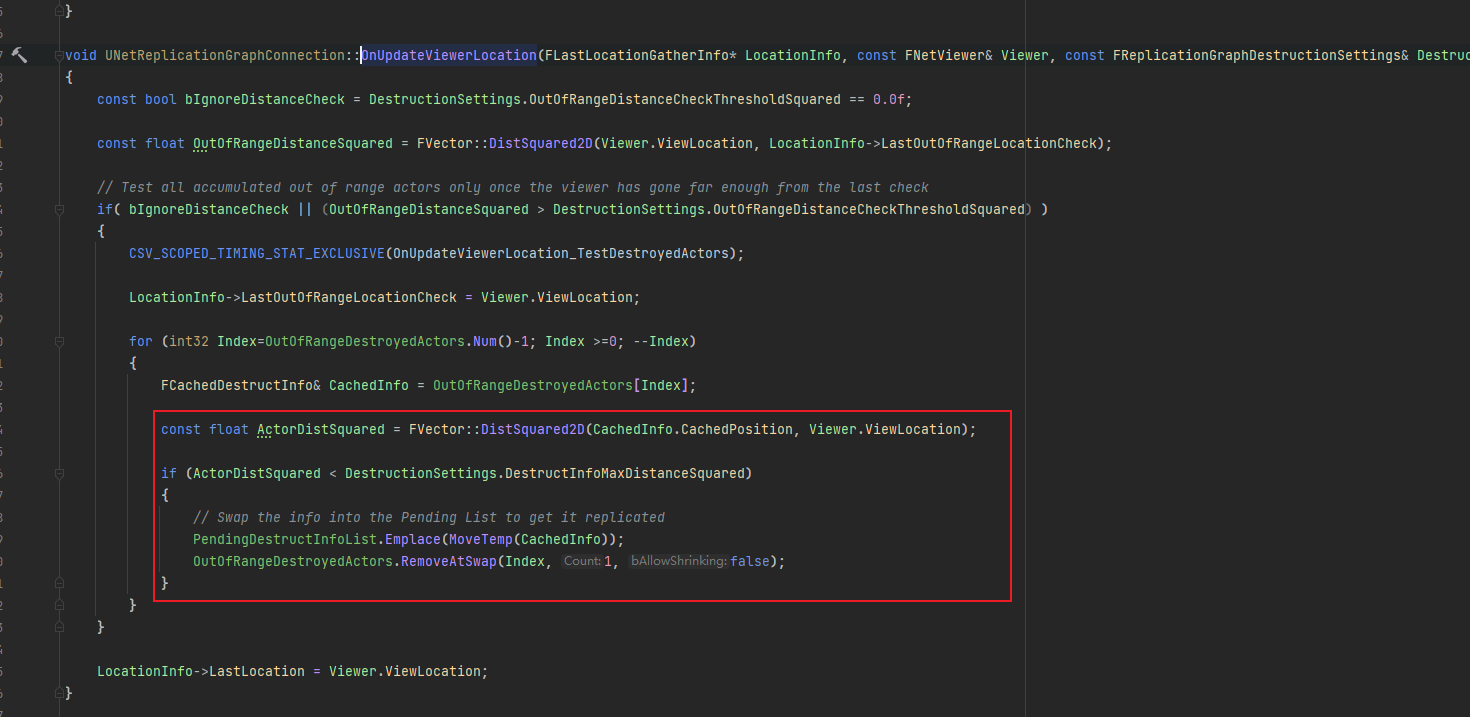 }
void UNetReplicationGraphConnection::OnUpdateViewerLocation(FLastLocationGatherInfo* LocationInfo, const FNetViewer& Viewer, const FReplicationGraphDestructionSettings& Destruc
{
const bool bIgnoreDistanceCheck = DestructionSettings.OutOfRangeDistanceCheckThresholdSquared == 0.0f;
const float OutOfRangeDistanceSquared = FVector::DistSquared2D(Viewer.ViewLocation, LocationInfo->LastOutOfRangeLocationCheck);
// Test all accumulated out of range actors only once the viewer has gone far enough from the last check
if( bIgnoreDistanceCheck || (OutOfRangeDistanceSquared > DestructionSettings.OutOfRangeDistanceCheckThresholdSquared) )
{
CSV_SCOPED_TIMING_STAT_EXCLUSIVE(OnUpdateViewerLocation_TestDestroyedActors);
LocationInfo->LastOutOfRangeLocationCheck = Viewer.ViewLocation;
for (int32 Index=OutOfRangeDestroyedActors.Num()-1; Index >=0; --Index)
{
FCachedDestructInfo& CachedInfo = OutOfRangeDestroyedActors[Index];
const float ActorDistSquared = FVector::DistSquared2D(CachedInfo.CachedPosition, Viewer.ViewLocation);
if (ActorDistSquared < DestructionSettings.DestructInfoMaxDistanceSquared)
{
// Swap the info into the Pending List to get it replicated
PendingDestructInfoList.Emplace(MoveTemp(CachedInfo));
OutOfRangeDestroyedActors.RemoveAtSwap(Index, Count: 1, bAllowShrinking: false);
}
}
}
LocationInfo->LastLocation = Viewer.ViewLocation;
}